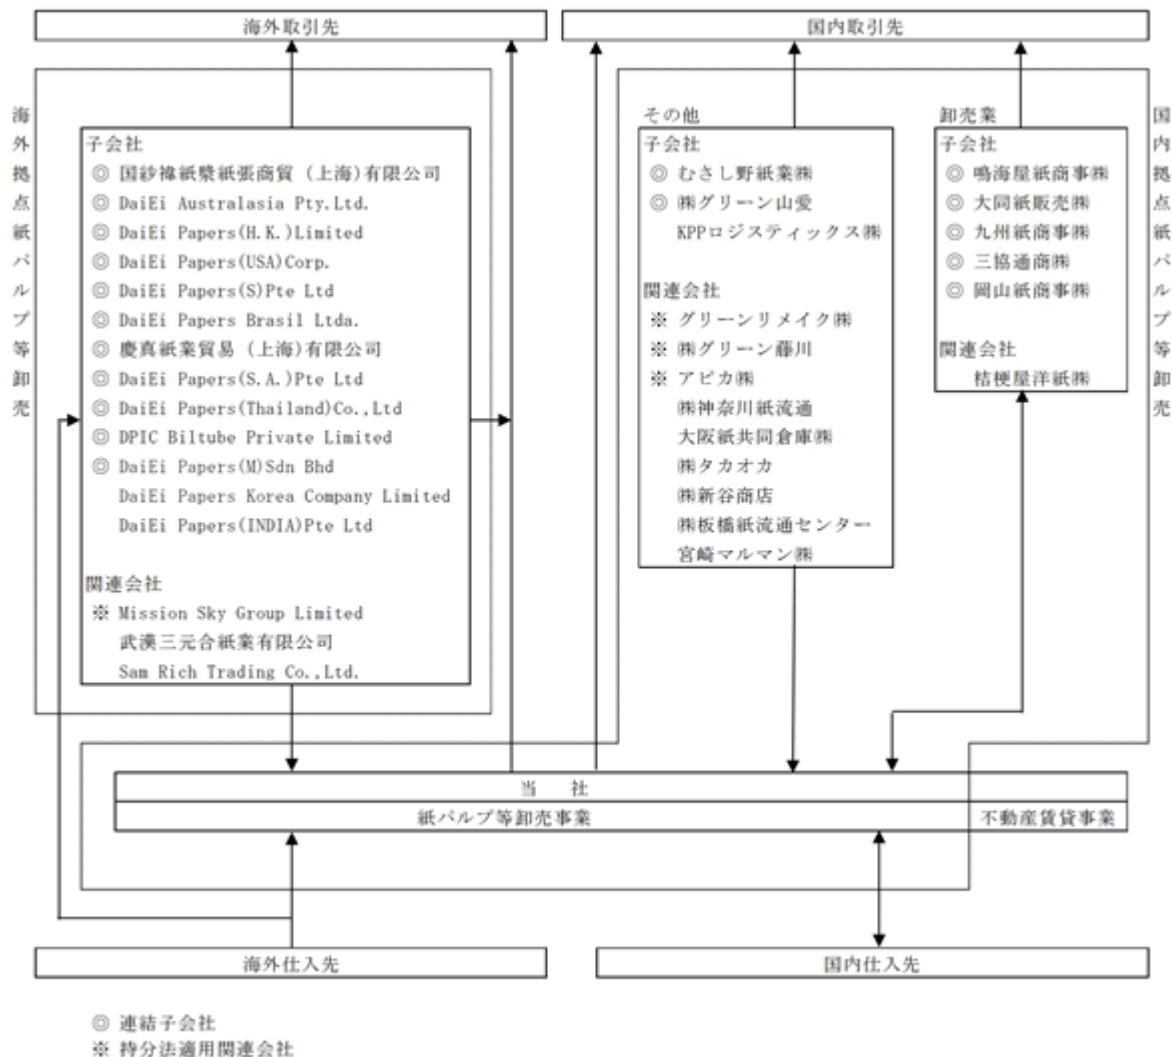 海外取引先
国内取引先
海外拠点紙パルプ等卸売
子会社
◎ 国紗褘紙漿紙張商貿（上海)有限公司
◎ DaiEi Australasia Pty.Ltd.
◎ DaiEi Papers(H.K.)Limited
◎ DaiEi Papers(USA)Corp.
◎ DaiEi Papers(S)Pte Ltd
◎ DaiEi Papers Brasil Ltda.
◎ 慶真紙業貿易（上海)有限公司
◎ DaiEi Papers(S.A.)Pte Ltd
◎ DaiEi Papers(Thailand)Co.,Ltd
◎ DPIC Biltube Private Limited
◎ DaiEi Papers(M)Sdn Bhd
DaiEi Papers Korea Company Limited
DaiEi Papers(INDIA)Pte Ltd
関連会社
※ Mission Sky Group Limited
武漢三元合紙業有限公司
Sam Rich Trading Co.,Ltd.
その他
子会社
◎ むさし野紙業㈱
◎ ㈱グリーン山愛
KPPロジスティックス㈱
関連会社
※ グリーンリメイク㈱
※ ㈱グリーン藤川
※ アピカ㈱
㈱神奈川紙流通
大阪紙共同倉庫㈱
㈱タカオカ
㈱新谷商店
㈱板橋紙流通センター
宮崎マルマン㈱
卸売業
子会社
◎ 鳴海屋紙商事㈱
◎ 大同紙販売㈱
◎ 九州紙商事㈱
◎ 三協通商㈱
◎ 岡山紙商事㈱
関連会社
桔梗屋洋紙㈱
国内拠点紙パルプ等卸売
当　社
紙パルプ等卸売事業
不動産賃貸事業
海外仕入先
国内仕入先
◎ 連結子会社
※ 持分法適用関連会社